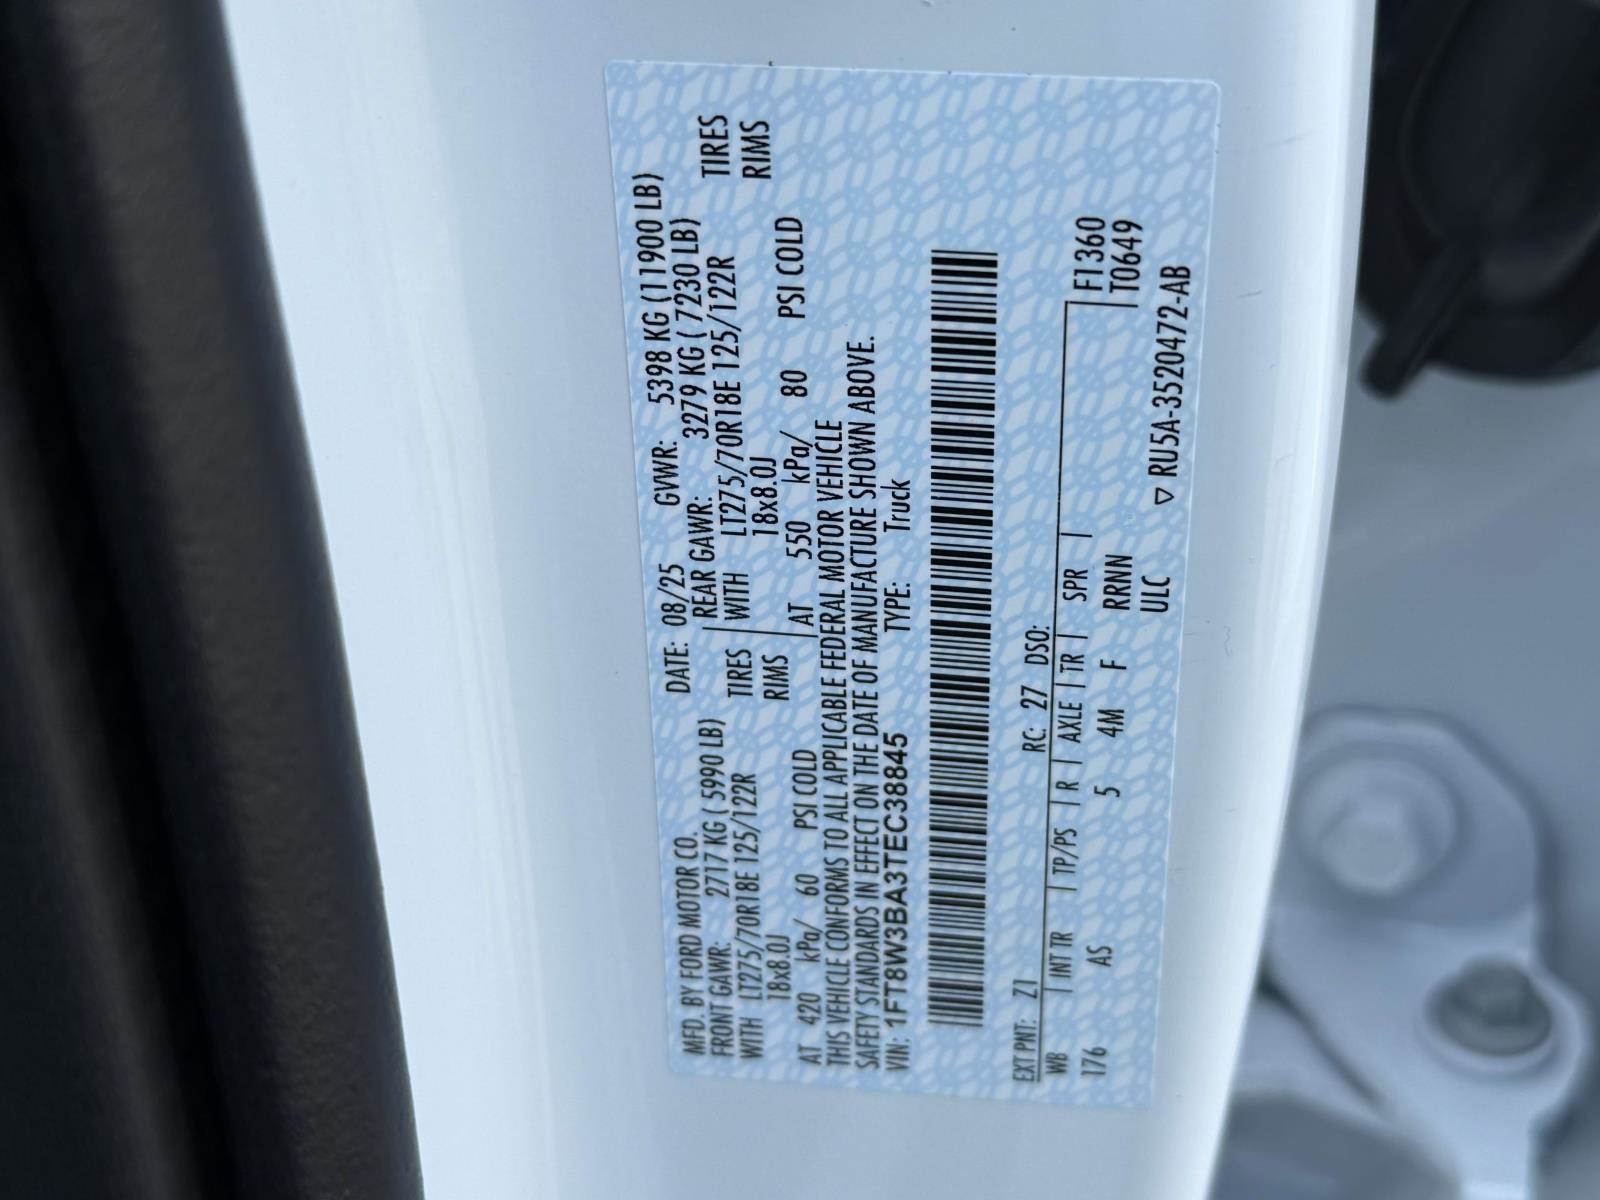 MFD. BY FORD MOTOR CO. DATE: 08/25 GVWR: 5398 KG (11900 LB)
FRONT GAWR: 2717 KG ( 5990 LB) REAR GAWR: 3279 KG ( 7230 LB)
WITH LT275/70R18E 125/122R TIRES WITH LT275/70R18E 125/122R TIRES
18x8.0J RIMS 18x8.0J RIMS
AT 420 kPa/ 60 PSI COLD AT 550 kPa/ 80 PSI COLD
THIS VEHICLE CONFORMS TO ALL APPLICABLE FEDERAL MOTOR VEHICLE
SAFETY STANDARDS IN EFFECT ON THE DATE OF MANUFACTURE SHOWN ABOVE.
VIN: 1FT8W3BA3TEC38845 TYPE: Truck
EXT PNT: Z1 RC: 27 DSO:
WB INT TR TP/PS R AXLE TR SPR F1360
176 AS 5 4M F RRNN T0649
ULC ▽ RU5A-3520472-AB